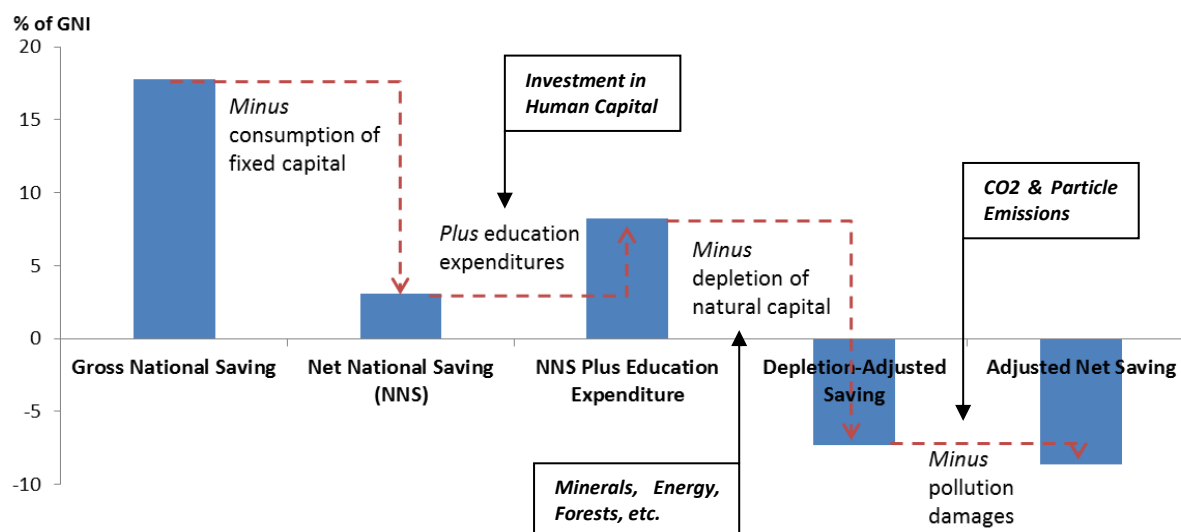 % of GNI
20
15
10
5
0
-5
-10
Minus
consumption of
fixed capital
Investment in
Human Capital
Plus education
expenditures
Minus
depletion of
natural capital
CO2 & Particle
Emissions
Gross National Saving
Net National Saving
(NNS)
NNS Plus Education
Expenditure
Depletion-Adjusted
Saving
Adjusted Net Saving
Minerals, Energy,
Forests, etc.
Minus
pollution
damages